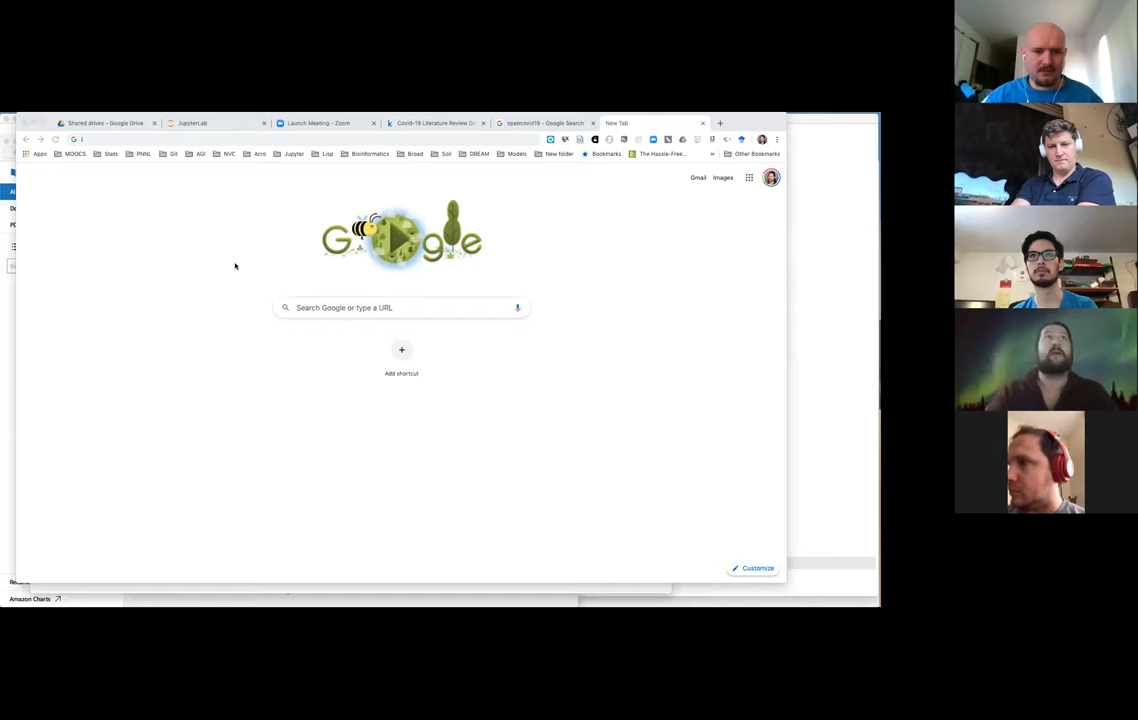 Shared drives - Google Drive
JupyterLab
Launch Meeting - Zoom
Covid-19 Literature Review Da
opencovid19 - Google Search
New Tab
G i
Apps MOOCS Stats PNNL Git AGI NVC Acro Jupyter Lisp Bioinformatics Broad Soil DREAM Models New folder Bookmarks The Hassle-Free... » Other Bookmarks
Gmail Images
Google
Search Google or type a URL
Add shortcut
Customize
Amazon Charts